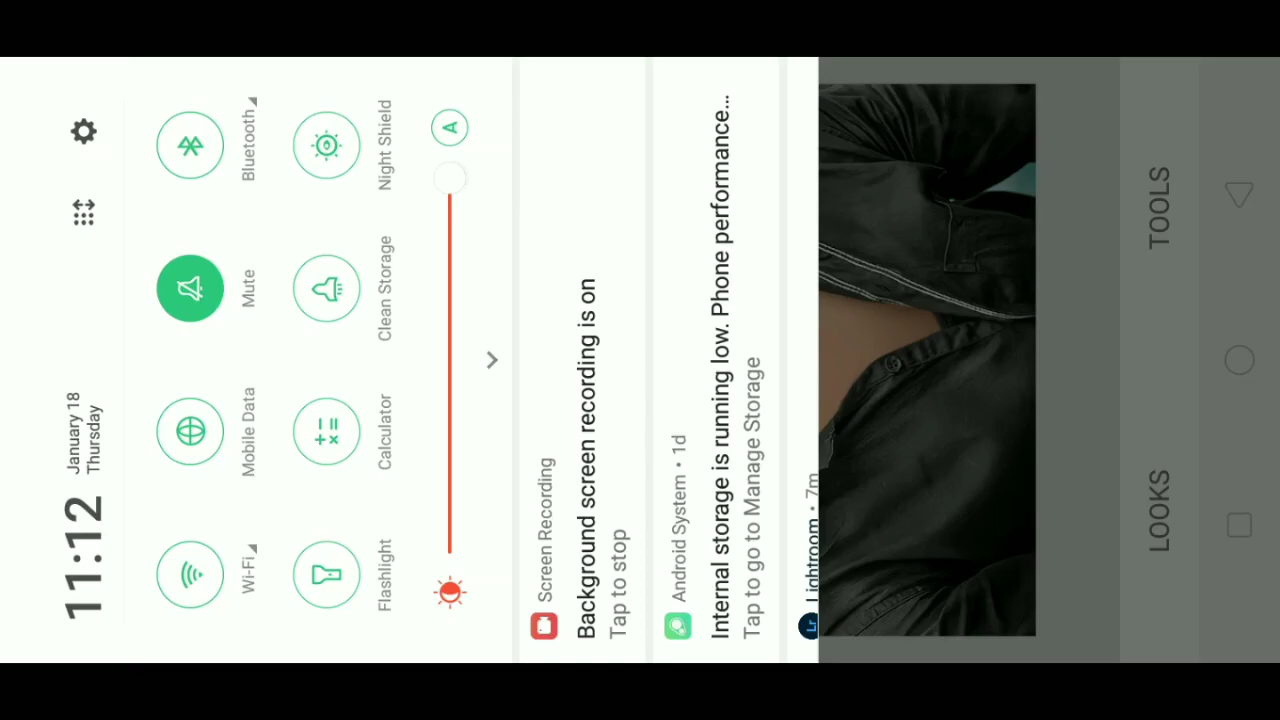 11:12
January 18
Thursday
Wi-Fi
Mobile Data
Mute
Bluetooth
Flashlight
Calculator
Clean Storage
Night Shield
A
Screen Recording
Background screen recording is on
Tap to stop
Android System • 1d
Internal storage is running low. Phone performance...
Tap to go to Manage Storage
Lr
Lightroom • 7m
LOOKS
TOOLS